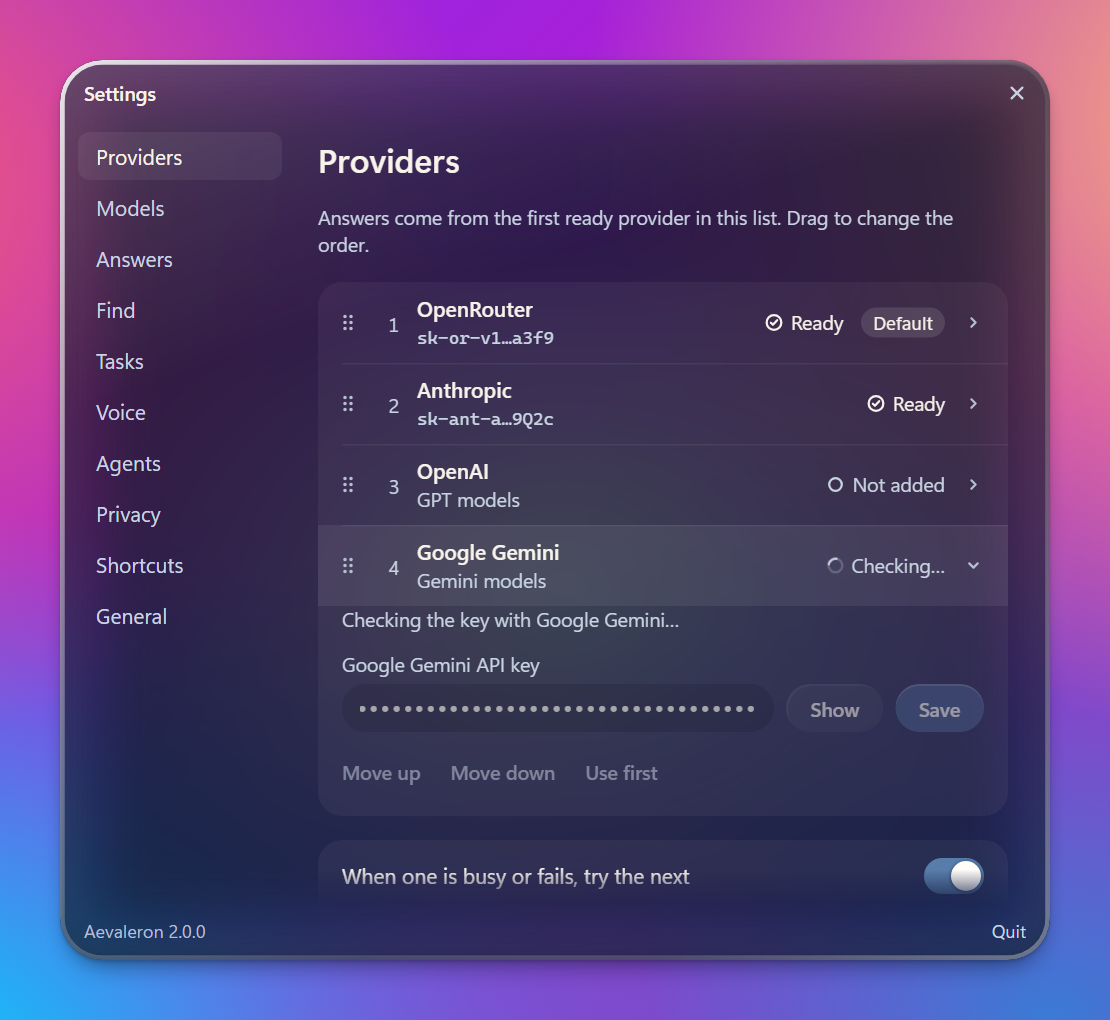 Settings
Providers
Models
Answers
Find
Tasks
Voice
Agents
Privacy
Shortcuts
General
Providers
Answers come from the first ready provider in this list. Drag to change the
order.
1 OpenRouter Ready Default
sk-or-v1…a3f9
2 Anthropic Ready
sk-ant-a…9Q2c
3 OpenAI Not added
GPT models
4 Google Gemini Checking…
Gemini models
Checking the key with Google Gemini…
Google Gemini API key
Show Save
Move up Move down Use first
When one is busy or fails, try the next
Aevaleron 2.0.0 Quit